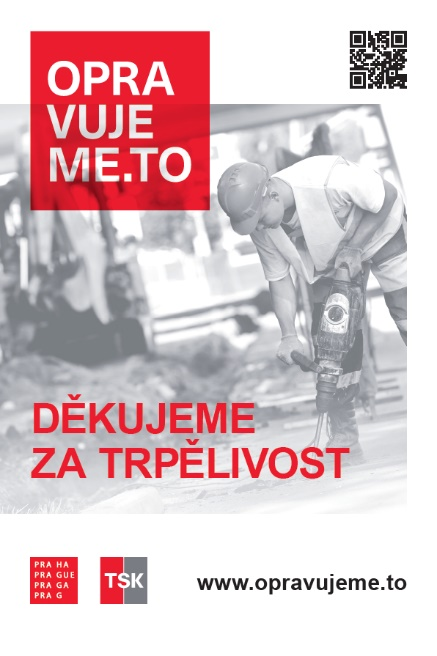 OPRA
VUJE
ME.TO
DĚKUJEME
ZA TRPĚLIVOST
PRA HA
PRA GUE
PRA GA
PRA G
TSK
www.opravujeme.to